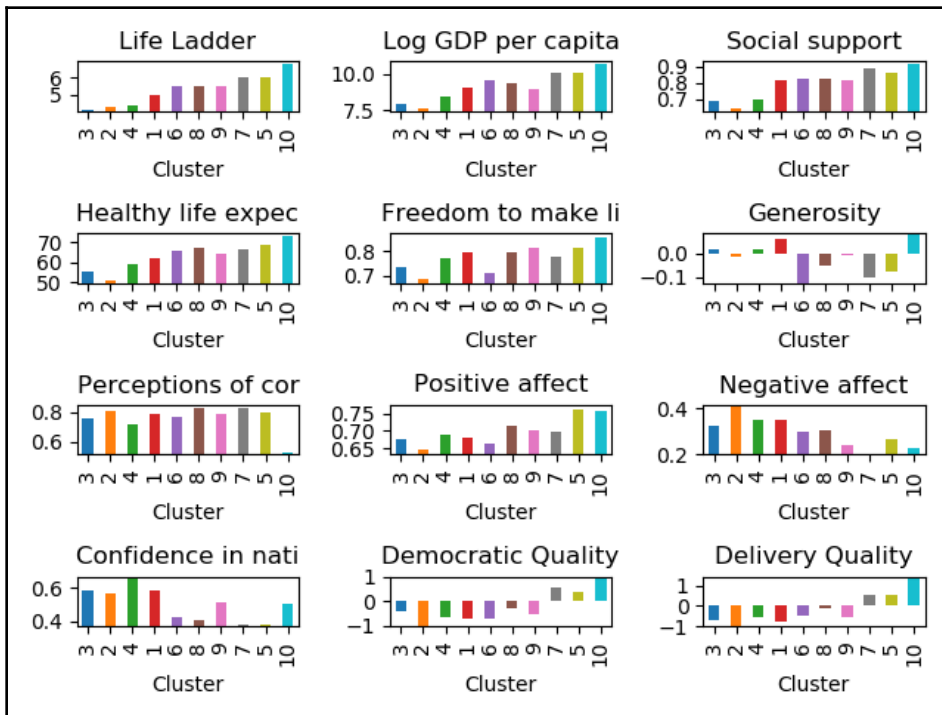 Life Ladder
6
5
3 2 4 1 6 8 9 7 5 10
Cluster
Log GDP per capita
10.0
7.5
3 2 4 1 6 8 9 7 5 10
Cluster
Social support
0.9
0.8
0.7
3 2 4 1 6 8 9 7 5 10
Cluster
Healthy life expec
70
60
50
3 2 4 1 6 8 9 7 5 10
Cluster
Freedom to make li
0.8
0.7
3 2 4 1 6 8 9 7 5 10
Cluster
Generosity
0.0
−0.1
3 2 4 1 6 8 9 7 5 10
Cluster
Perceptions of cor
0.8
0.6
3 2 4 1 6 8 9 7 5 10
Cluster
Positive affect
0.75
0.70
0.65
3 2 4 1 6 8 9 7 5 10
Cluster
Negative affect
0.4
0.2
3 2 4 1 6 8 9 7 5 10
Cluster
Confidence in nati
0.6
0.4
3 2 4 1 6 8 9 7 5 10
Cluster
Democratic Quality
1
0
−1
3 2 4 1 6 8 9 7 5 10
Cluster
Delivery Quality
1
0
−1
3 2 4 1 6 8 9 7 5 10
Cluster